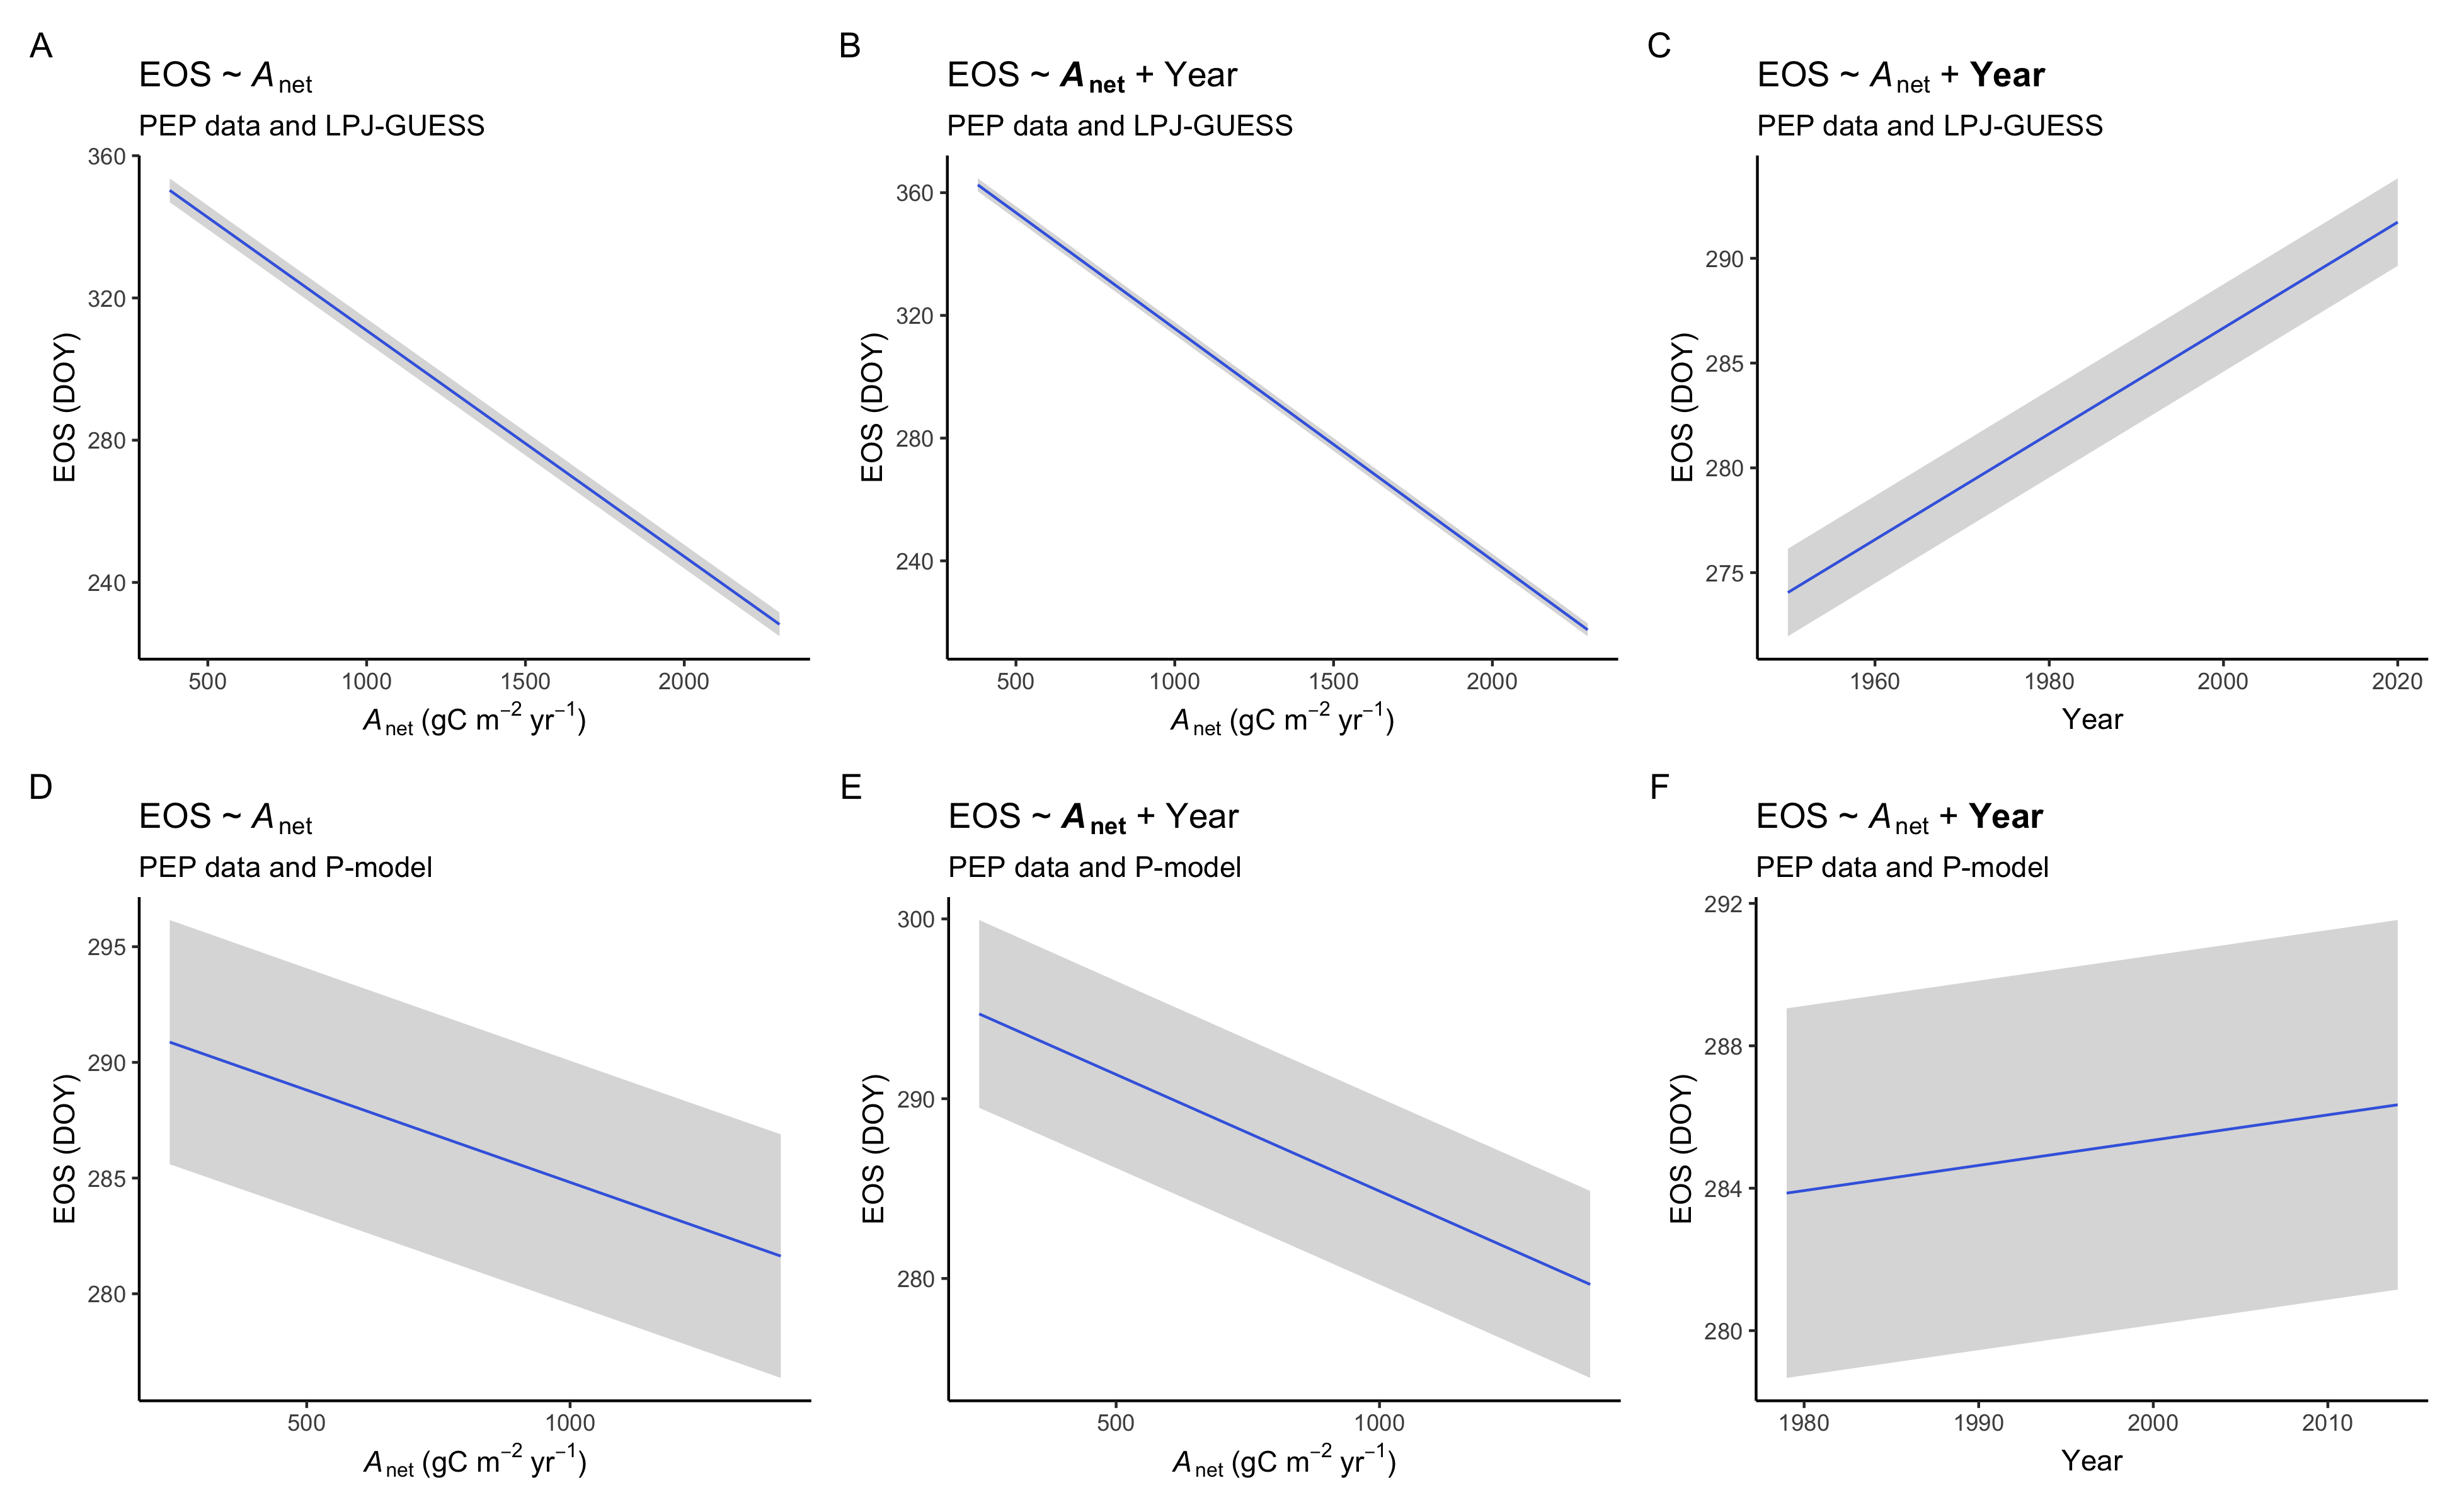 A
EOS ~ A net
PEP data and LPJ-GUESS
EOS (DOY)
360
320
280
240
500 1000 1500 2000
A net (gC m−2 yr−1)
B
EOS ~ A net + Year
PEP data and LPJ-GUESS
EOS (DOY)
360
320
280
240
500 1000 1500 2000
A net (gC m−2 yr−1)
C
EOS ~ A net + Year
PEP data and LPJ-GUESS
EOS (DOY)
290
285
280
275
1960 1980 2000 2020
Year
D
EOS ~ A net
PEP data and P-model
EOS (DOY)
295
290
285
280
500 1000
A net (gC m−2 yr−1)
E
EOS ~ A net + Year
PEP data and P-model
EOS (DOY)
300
290
280
500 1000
A net (gC m−2 yr−1)
F
EOS ~ A net + Year
PEP data and P-model
EOS (DOY)
292
288
284
280
1980 1990 2000 2010
Year